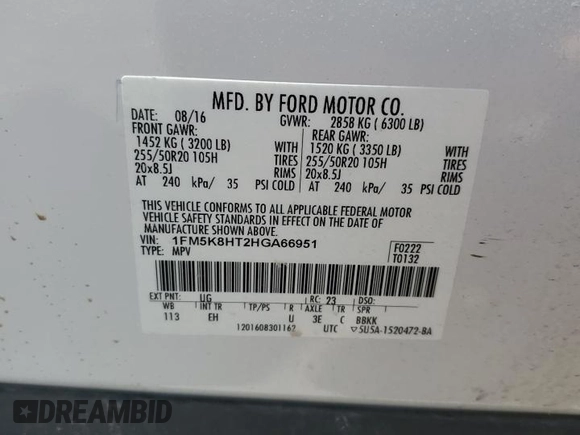 MFD. BY FORD MOTOR CO.
DATE: 08/16 GVWR: 2858 KG ( 6300 LB)
FRONT GAWR: REAR GAWR:
1452 KG ( 3200 LB) 1520 KG ( 3350 LB)
255/50R20 105H TIRES 255/50R20 105H TIRES
20x8.5J RIMS 20x8.5J RIMS
AT 240 kPa/ 35 PSI COLD AT 240 kPa/ 35 PSI COLD
THIS VEHICLE CONFORMS TO ALL APPLICABLE FEDERAL MOTOR
VEHICLE SAFETY STANDARDS IN EFFECT ON THE DATE OF
MANUFACTURE SHOWN ABOVE.
VIN: 1FM5K8HT2HGA66951 F0222
TYPE: MPV T0132
EXT PNT: UG RC: 23 DSO:
WB INT TR TP/PS R AXLE TR SPR
113 EH U 3E C BBKK
1201608301162 UTC ▽5U5A-1520472-BA
DREAMBID